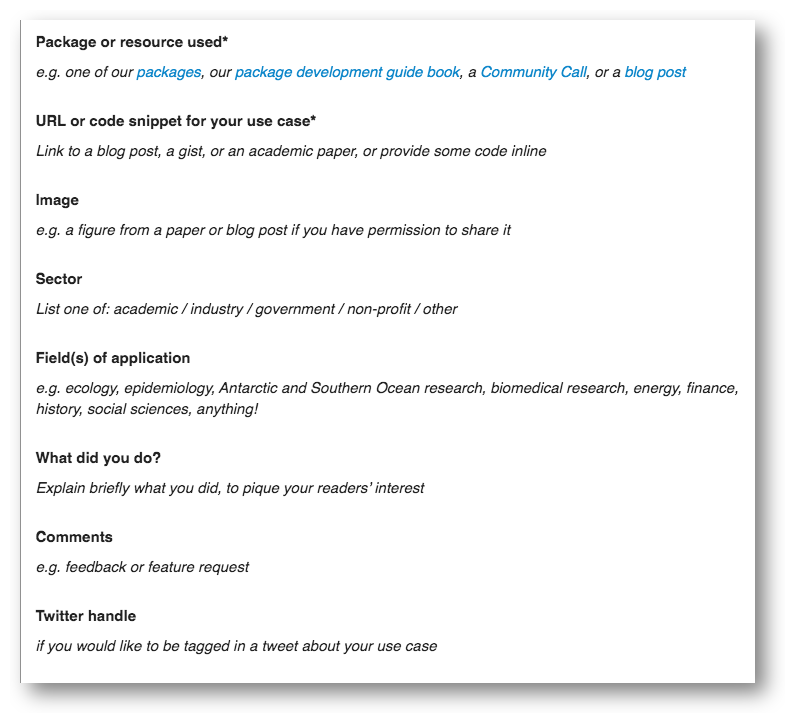 Package or resource used*
e.g. one of our packages, our package development guide book, a Community Call, or a blog post
URL or code snippet for your use case*
Link to a blog post, a gist, or an academic paper, or provide some code inline
Image
e.g. a figure from a paper or blog post if you have permission to share it
Sector
List one of: academic / industry / government / non-profit / other
Field(s) of application
e.g. ecology, epidemiology, Antarctic and Southern Ocean research, biomedical research, energy, finance,
history, social sciences, anything!
What did you do?
Explain briefly what you did, to pique your readers’ interest
Comments
e.g. feedback or feature request
Twitter handle
if you would like to be tagged in a tweet about your use case